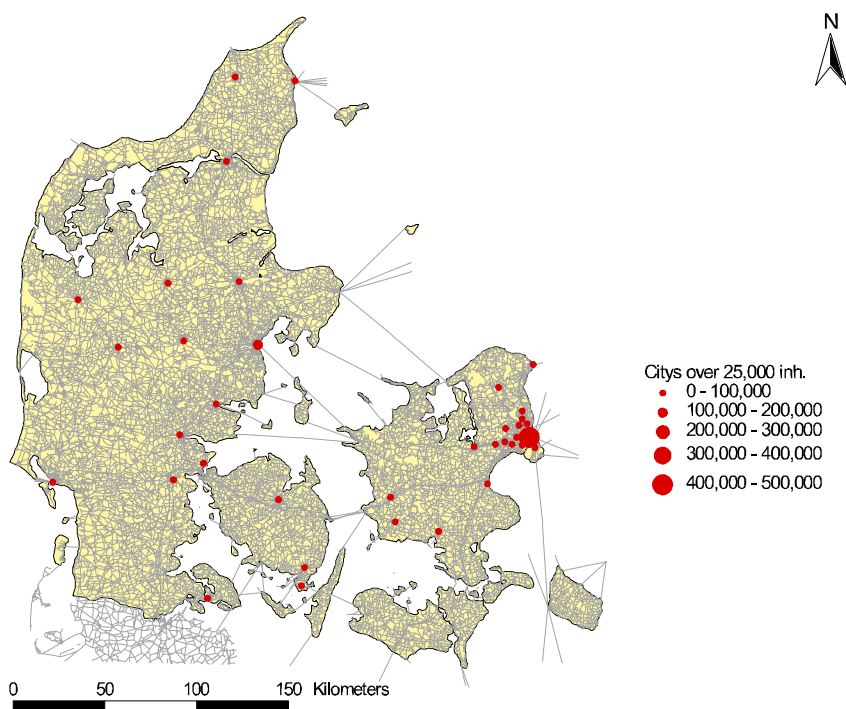 N
Citys over 25,000 inh.
0 - 100,000
100,000 - 200,000
200,000 - 300,000
300,000 - 400,000
400,000 - 500,000
0 50 100 150 Kilometers